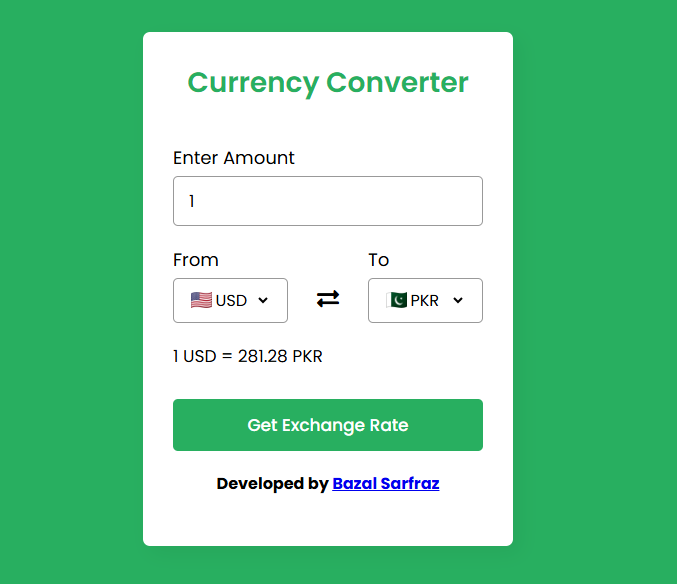 Currency Converter
Enter Amount
1
From To
USD PKR
1 USD = 281.28 PKR
Get Exchange Rate
Developed by Bazal Sarfraz